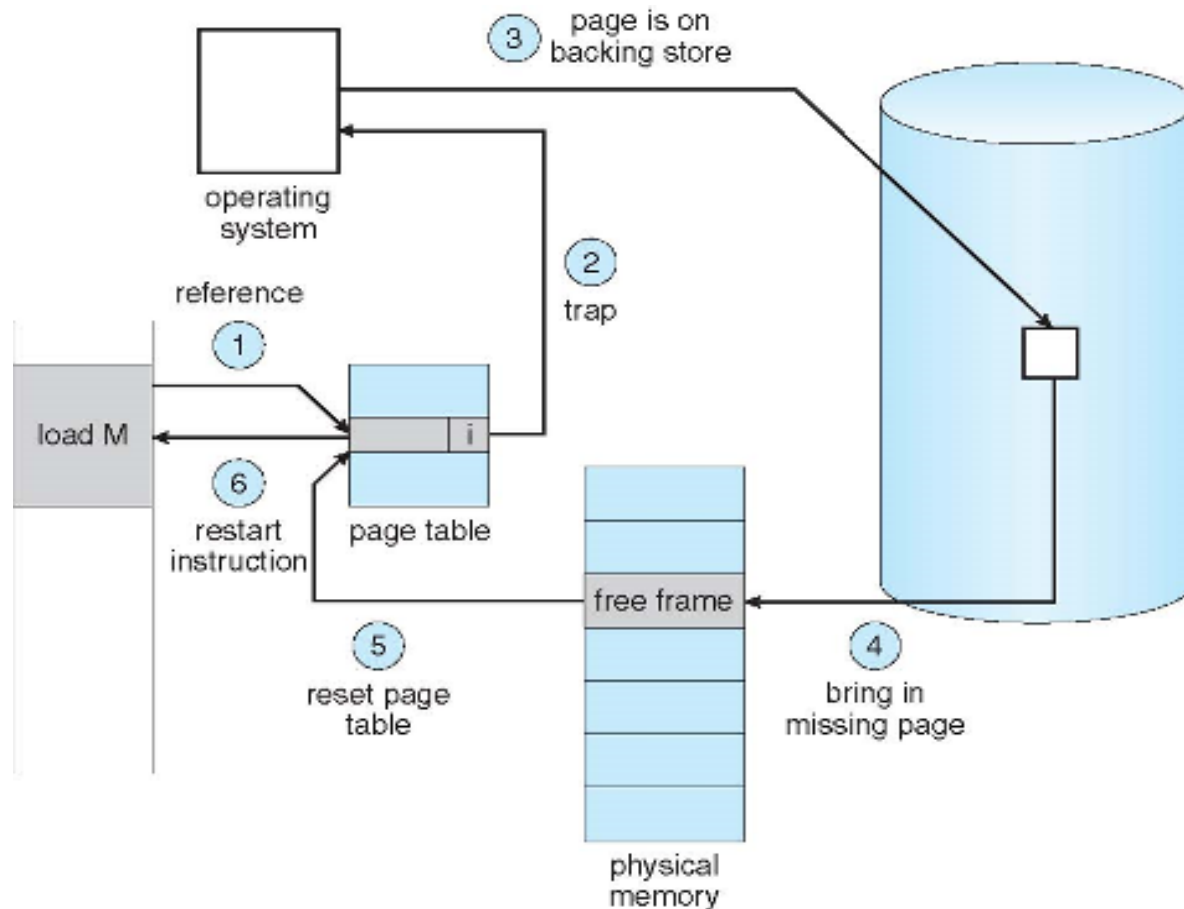 3
page is on
backing store
operating
system
2
trap
reference
1
load M
i
6
restart
instruction
page table
free frame
5
reset page
table
4
bring in
missing page
physical
memory